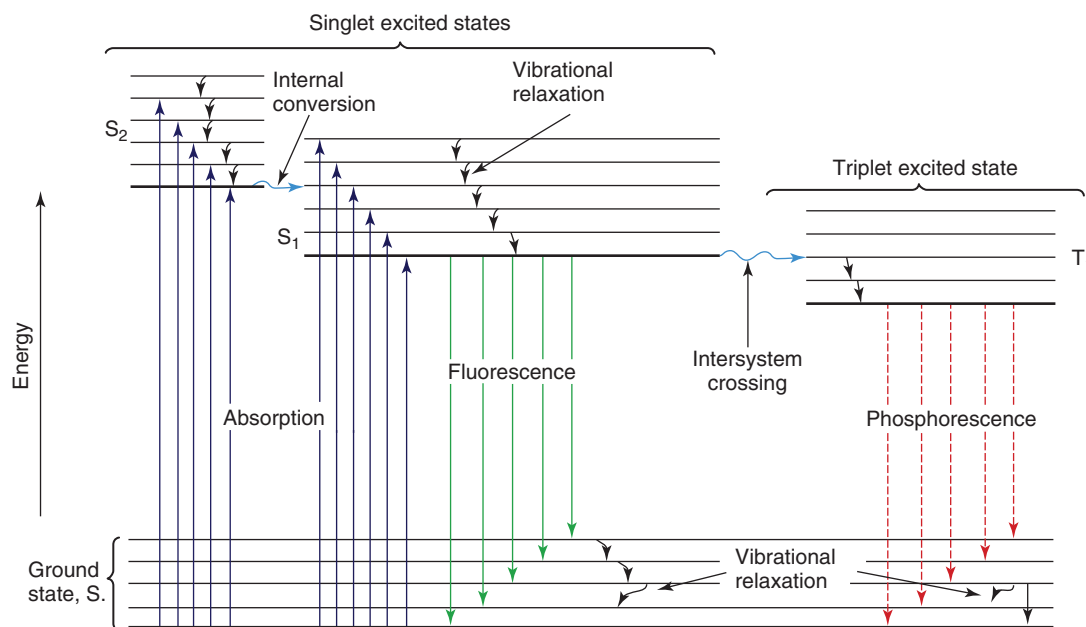 Singlet excited states
Internal
conversion
Vibrational
relaxation
S2
Triplet excited state
S1
T
Energy
Absorption
Fluorescence
Intersystem
crossing
Phosphorescence
Ground
state, S.
Vibrational
relaxation